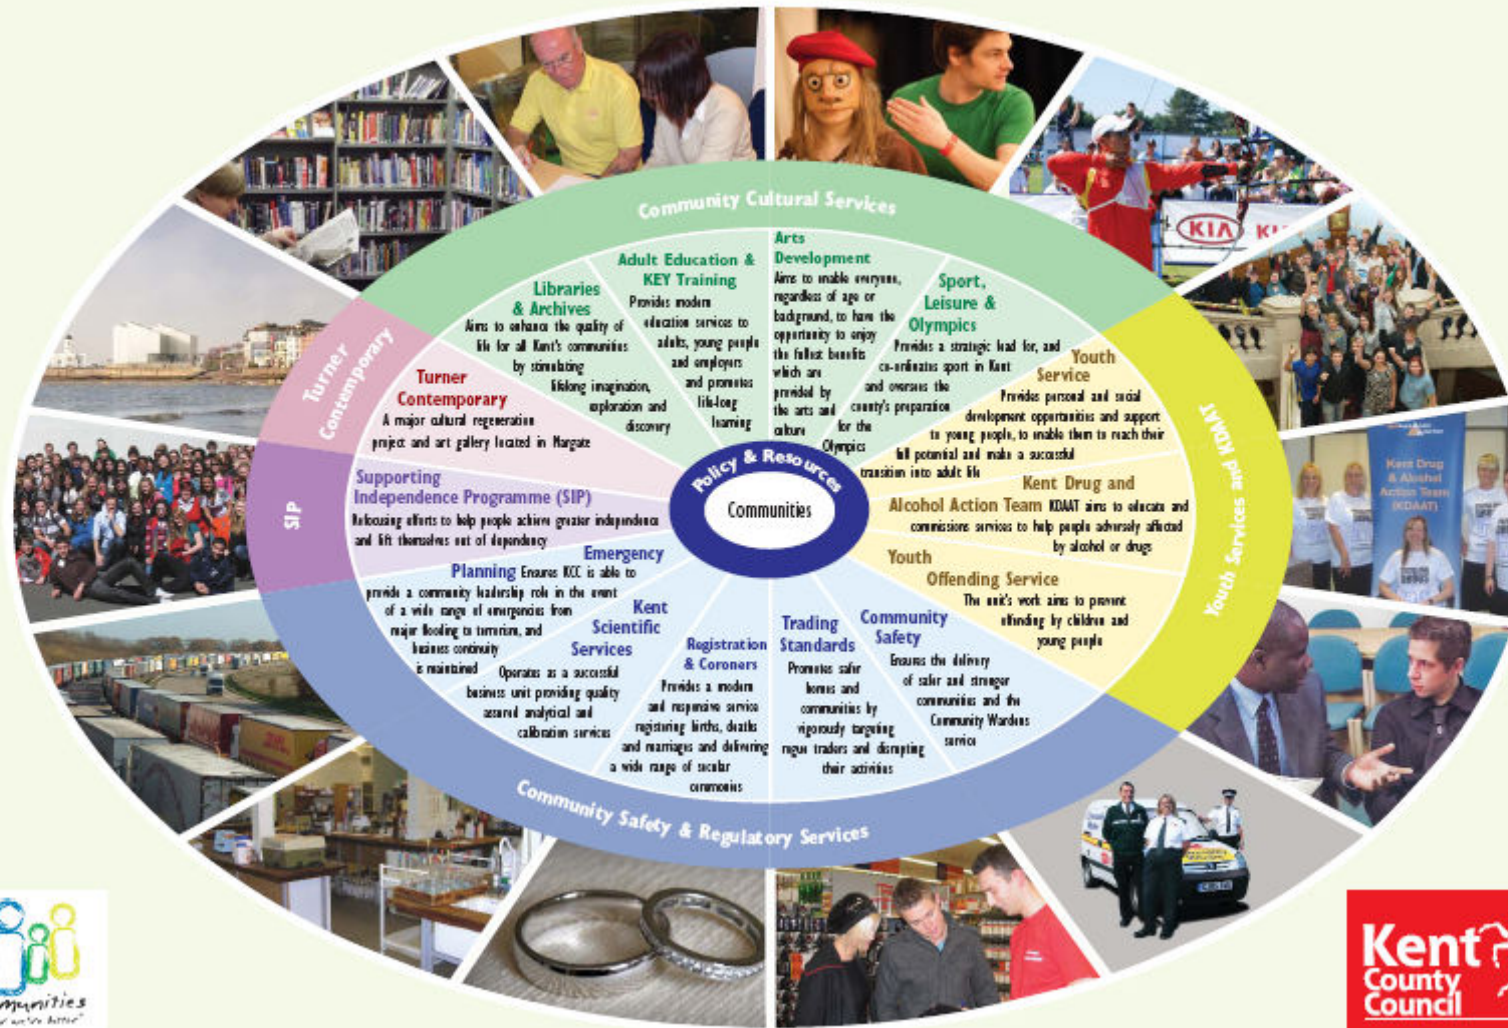 Community Cultural Services
Libraries
& Archives
Aims to enhance the quality of
life for all Kent's communities
by stimulating
lifelong imagination,
exploration and
discovery
Adult Education &
KEY Training
Provides modern
education services to
adults, young people
and employers
and promotes
life-long
learning
Arts
Development
Aims to enable everyone,
regardless of age or
background, to have the
opportunity to enjoy
the fullest benefits
which are
provided by
the arts and
culture
Sport,
Leisure &
Olympics
Provides a strategic lead for, and
co-ordinates sport in Kent
and oversees the
county's preparation
for the
Olympics
Youth Services and KDAAT
Youth
Service
Provides personal and social
development opportunities and support
to young people, to enable them to reach their
full potential and make a successful
transition into adult life
Kent Drug and
Alcohol Action Team KDAAT aims to educate and
commissions services to help people adversely affected
by alcohol or drugs
Youth
Offending Service
The unit's work aims to prevent
offending by children and
young people
Community Safety & Regulatory Services
Community
Safety
Ensures the delivery
of safer and stronger
communities and the
Community Wardens
service
Trading
Standards
Promotes safer
homes and
communities by
vigorously targeting
rogue traders and disrupting
their activities
Registration
& Coroners
Provides a modern
and responsive service
registering births, deaths
and marriages and delivering
a wide range of secular
ceremonies
Kent
Scientific
Services
Operates as a successful
business unit providing quality
assured analytical and
calibration services
Emergency
Planning Ensures KCC is able to
provide a community leadership role in the event
of a wide range of emergencies from
major flooding to terrorism, and
business continuity
is maintained
SIP
Supporting
Independence Programme (SIP)
Refocusing efforts to help people achieve greater independence
and lift themselves out of dependency
Turner
Contemporary
Turner
Contemporary
A major cultural regeneration
project and art gallery located in Margate
Policy & Resources
Communities
KIA
Kent Drug
& Alcohol
Action Team
(KDAAT)
Kent
County
Council